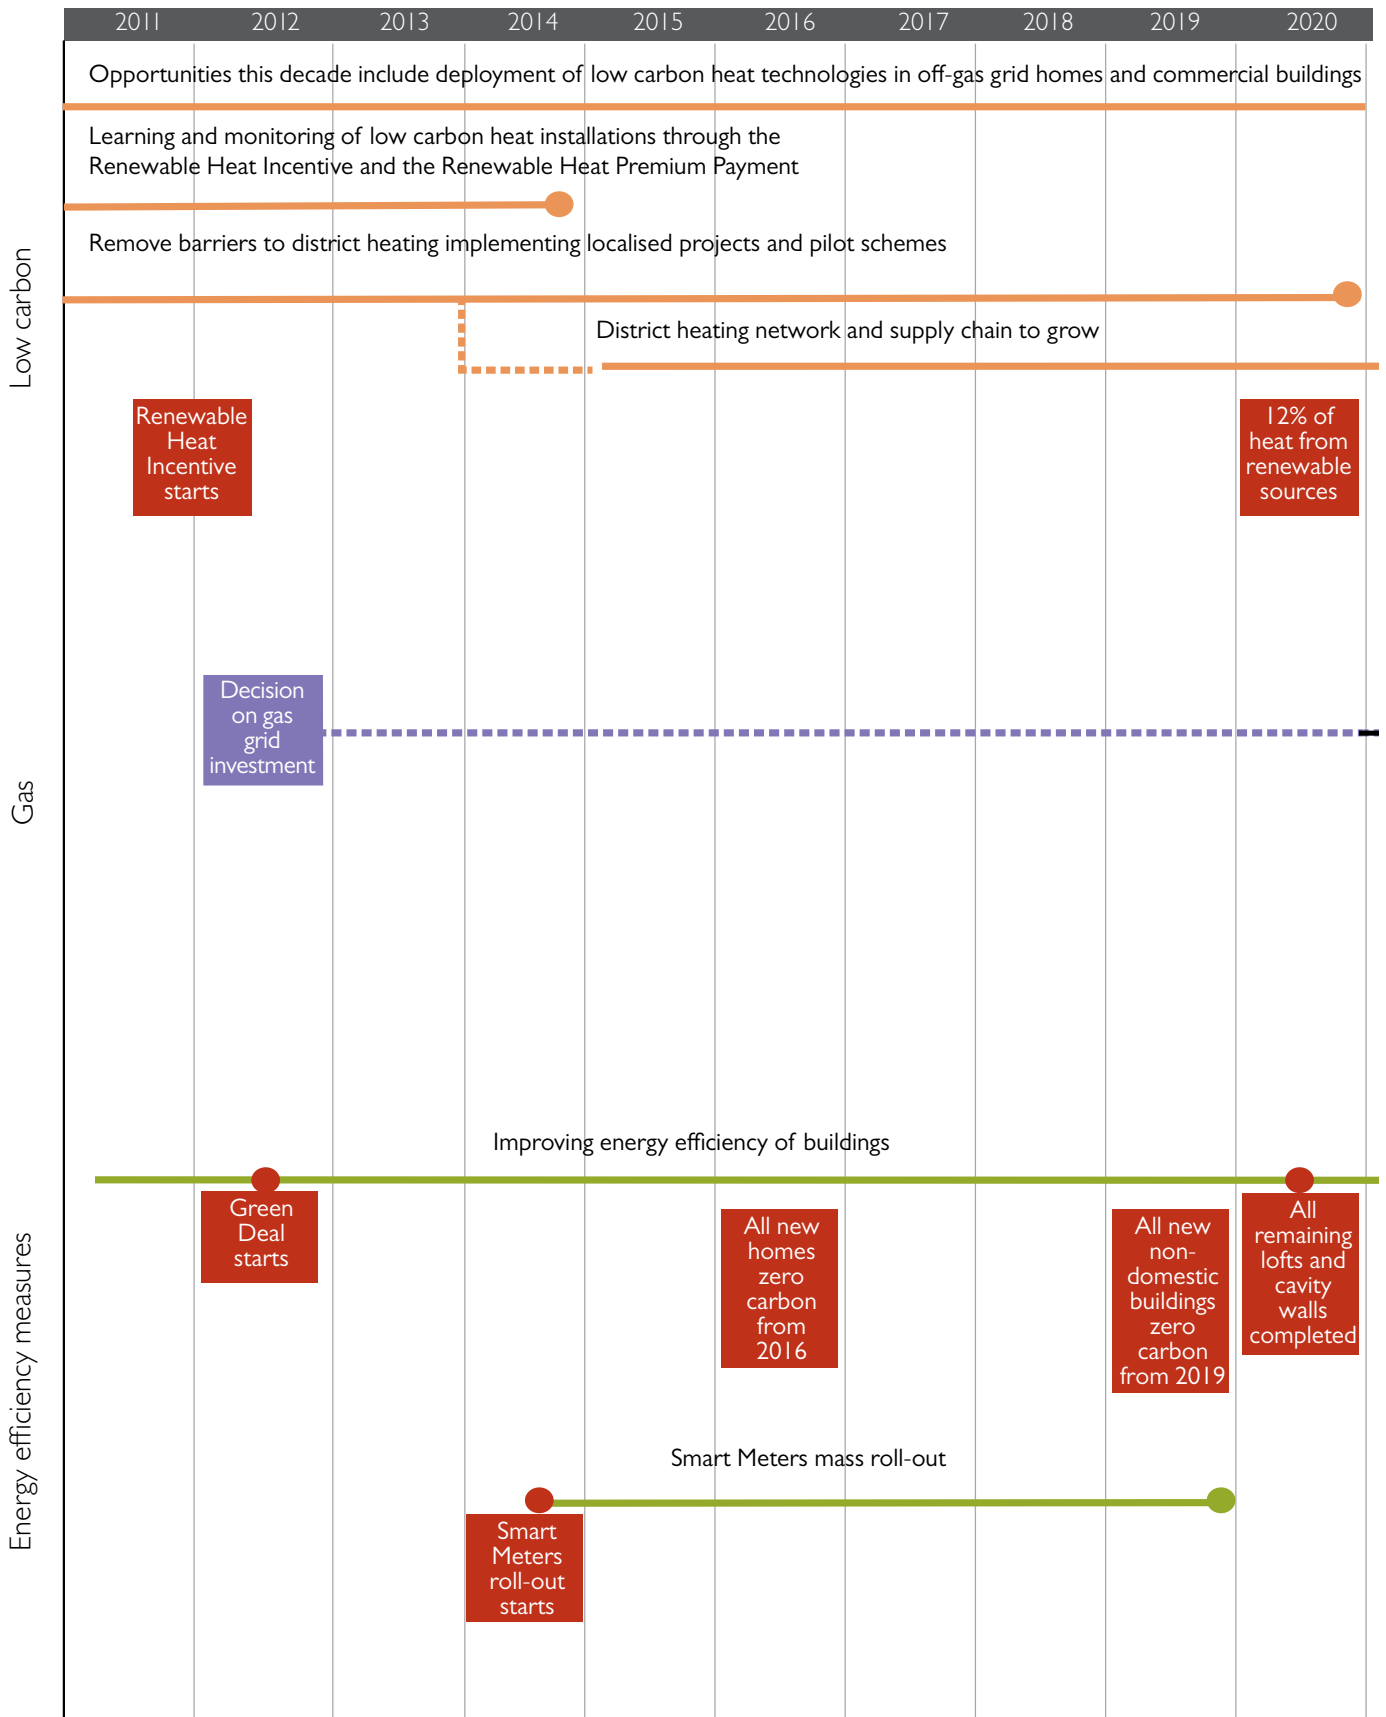 2011 2012 2013 2014 2015 2016 2017 2018 2019 2020
Opportunities this decade include deployment of low carbon heat technologies in off-gas grid homes and commercial buildings
Learning and monitoring of low carbon heat installations through the
Renewable Heat Incentive and the Renewable Heat Premium Payment
Remove barriers to district heating implementing localised projects and pilot schemes
District heating network and supply chain to grow
Low carbon
Renewable
Heat
Incentive
starts
12% of
heat from
renewable
sources
Decision
on gas
grid
investment
Gas
Improving energy efficiency of buildings
Green
Deal
starts
All new
homes
zero
carbon
from
2016
All new
non-
domestic
buildings
zero
carbon
from 2019
All
remaining
lofts and
cavity
walls
completed
Energy efficiency measures
Smart Meters mass roll-out
Smart
Meters
roll-out
starts